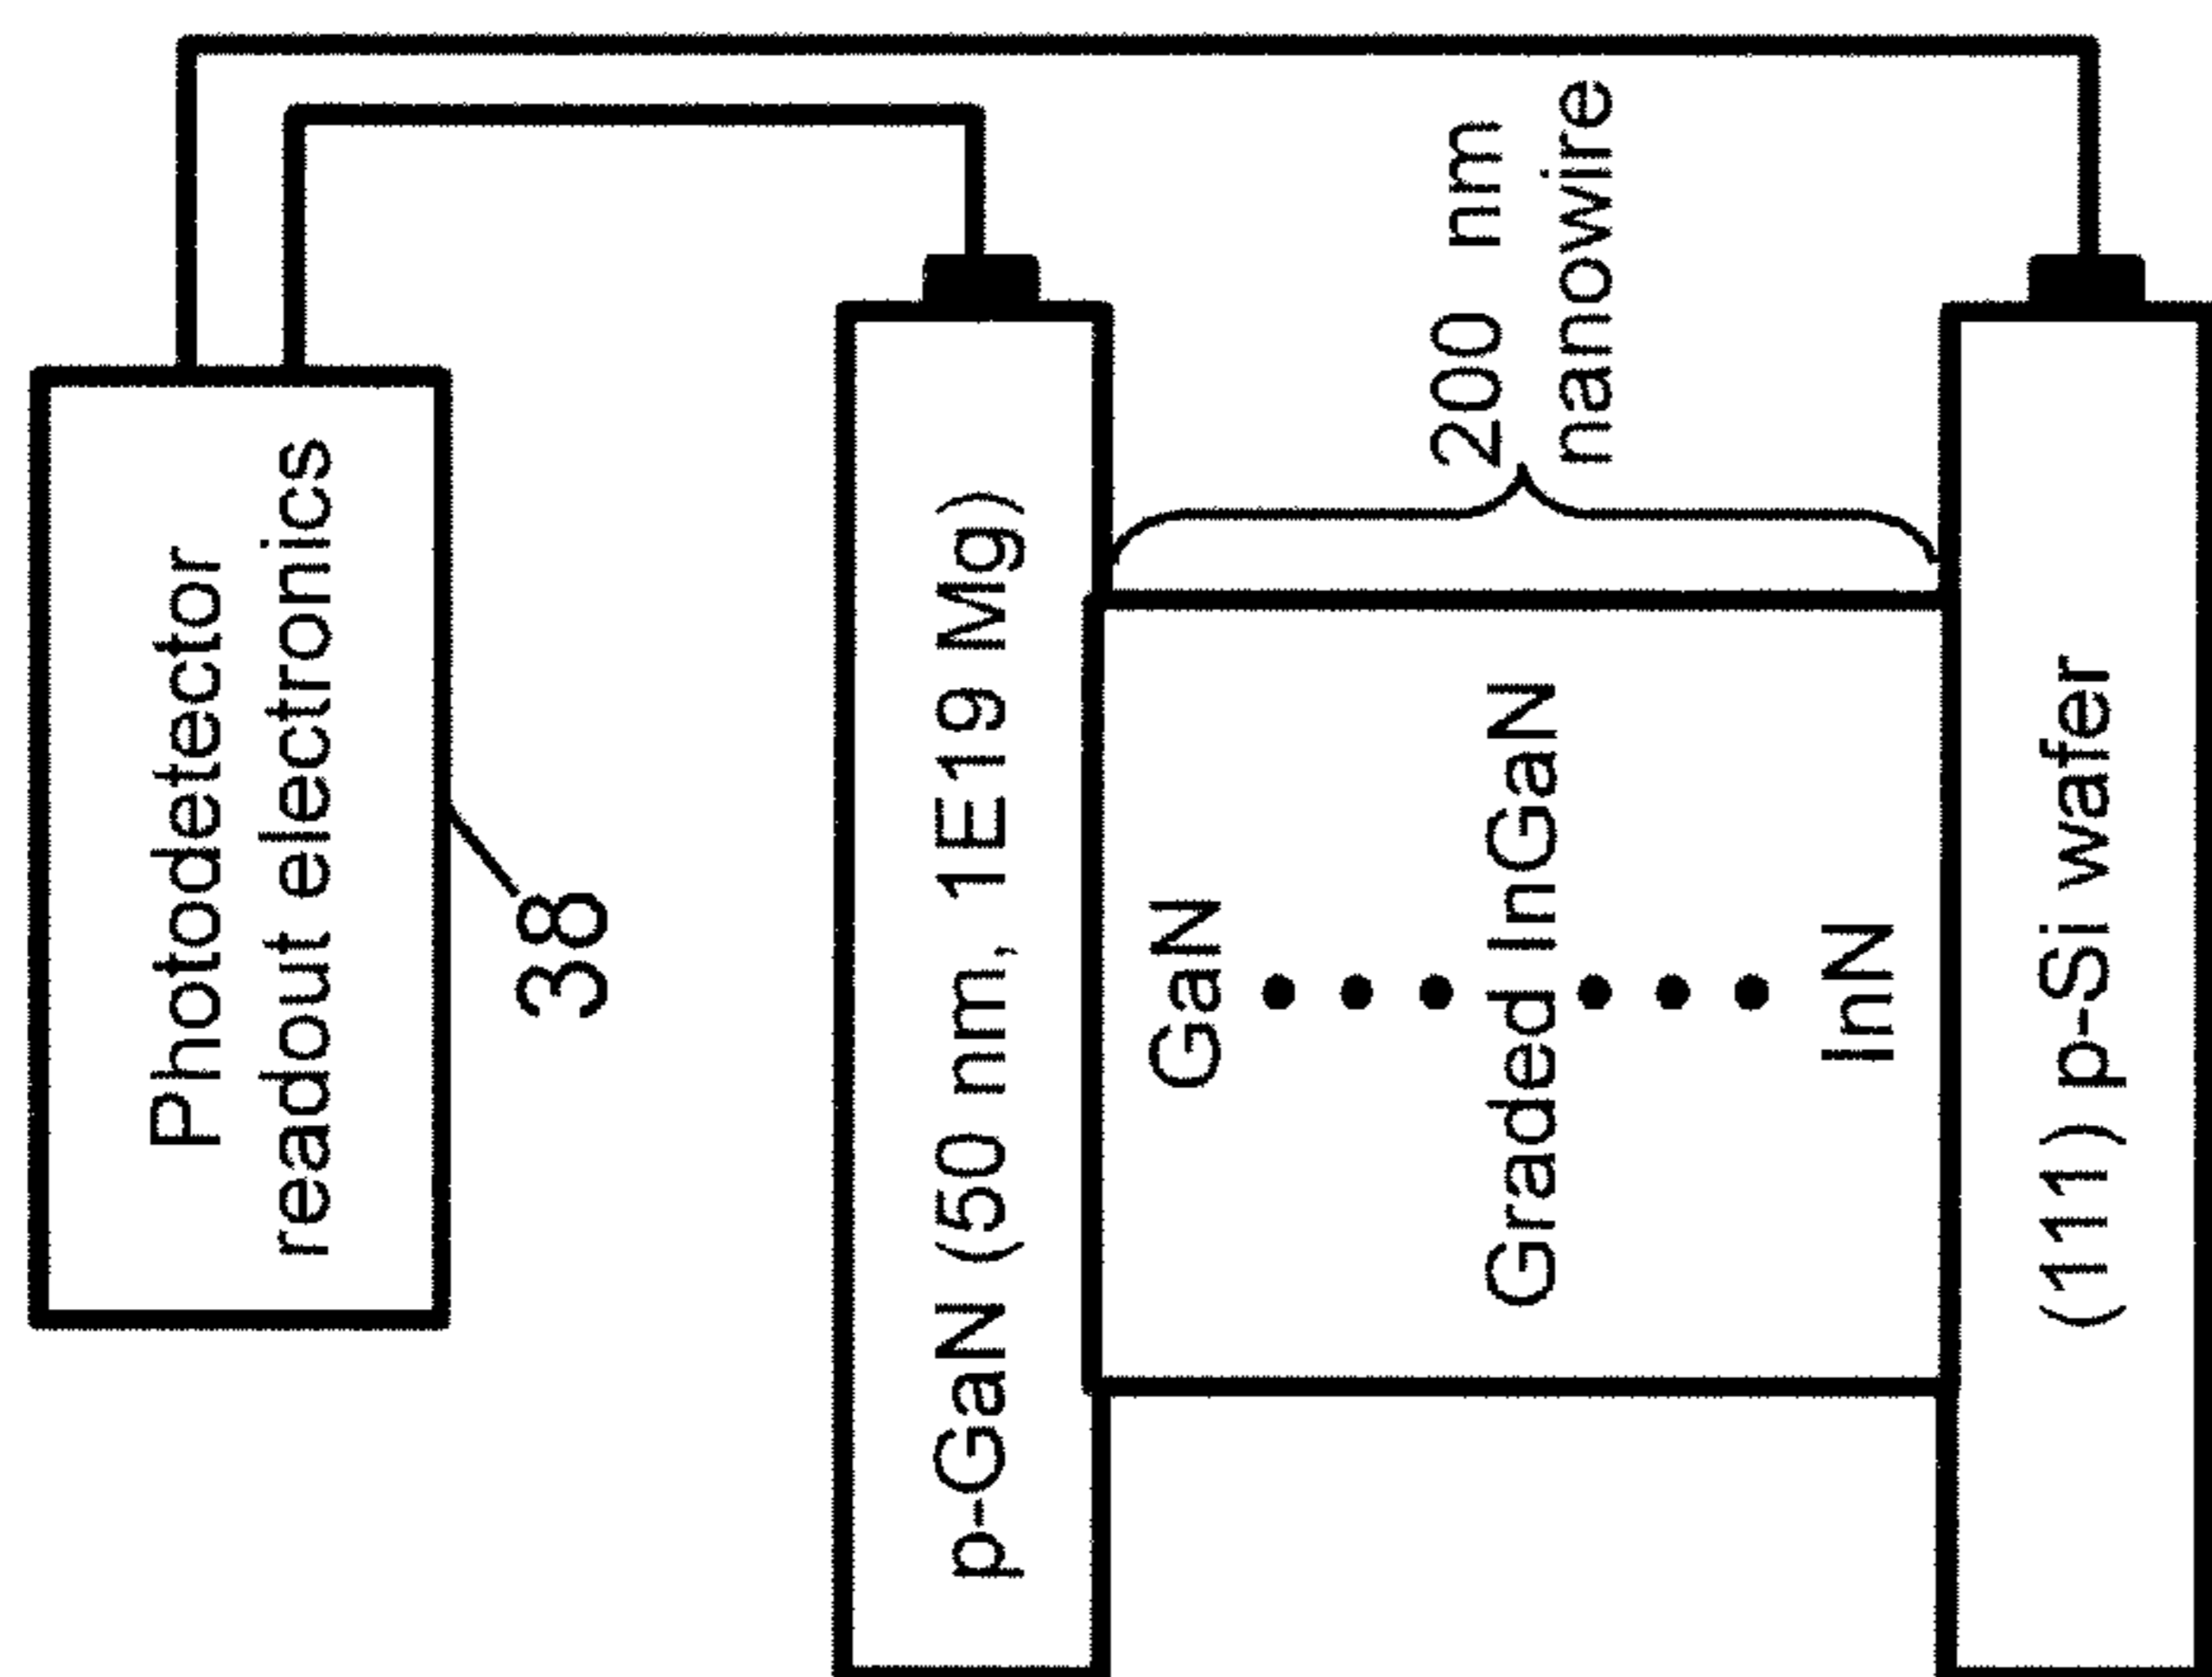 Photodetector
readout electronics
38
p-GaN (50 nm, 1E19 Mg)
GaN
Graded InGaN
InN
200 nm
nanowire
(111) p-Si wafer